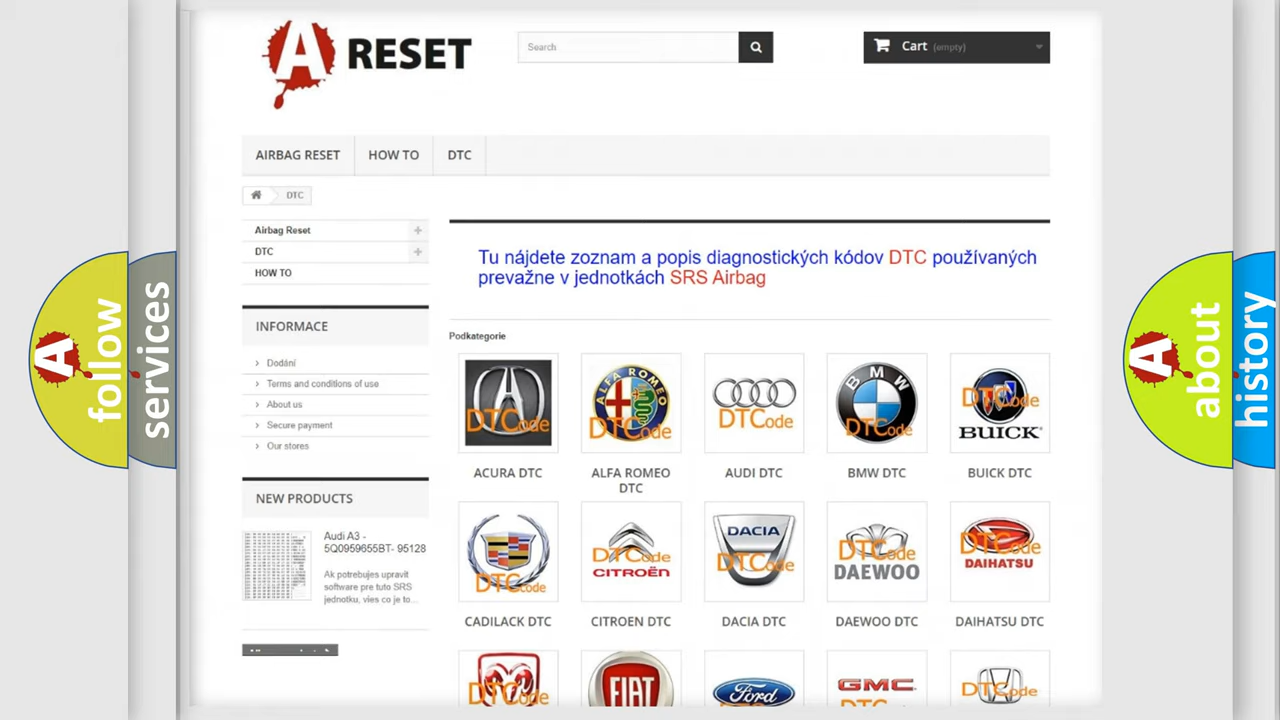 A RESET
Search
Cart (empty)
AIRBAG RESET
HOW TO
DTC
DTC
Airbag Reset
DTC
HOW TO
Tu nájdete zoznam a popis diagnostických kódov DTC používaných
prevažne v jednotkách SRS Airbag
INFORMACE
Dodání
Terms and conditions of use
About us
Secure payment
Our stores
Podkategorie
DTCode
ALFA ROMEO
DTCode
DTCode
BMW
DTCode
DTCode
BUICK
ACURA DTC
ALFA ROMEO
DTC
AUDI DTC
BMW DTC
BUICK DTC
NEW PRODUCTS
Audi A3 -
5Q0959655BT- 95128
Ak potrebujes upravit
software pre tuto SRS
jednotku, vies co je to...
DTCode
DTCode
CITROËN
DACIA
DTCode
DTCode
DAEWOO
DTCode
DAIHATSU
CADILACK DTC
CITROEN DTC
DACIA DTC
DAEWOO DTC
DAIHATSU DTC
DTCode
FIAT
Ford
GMC
DTCode
A follow
services
A about
history